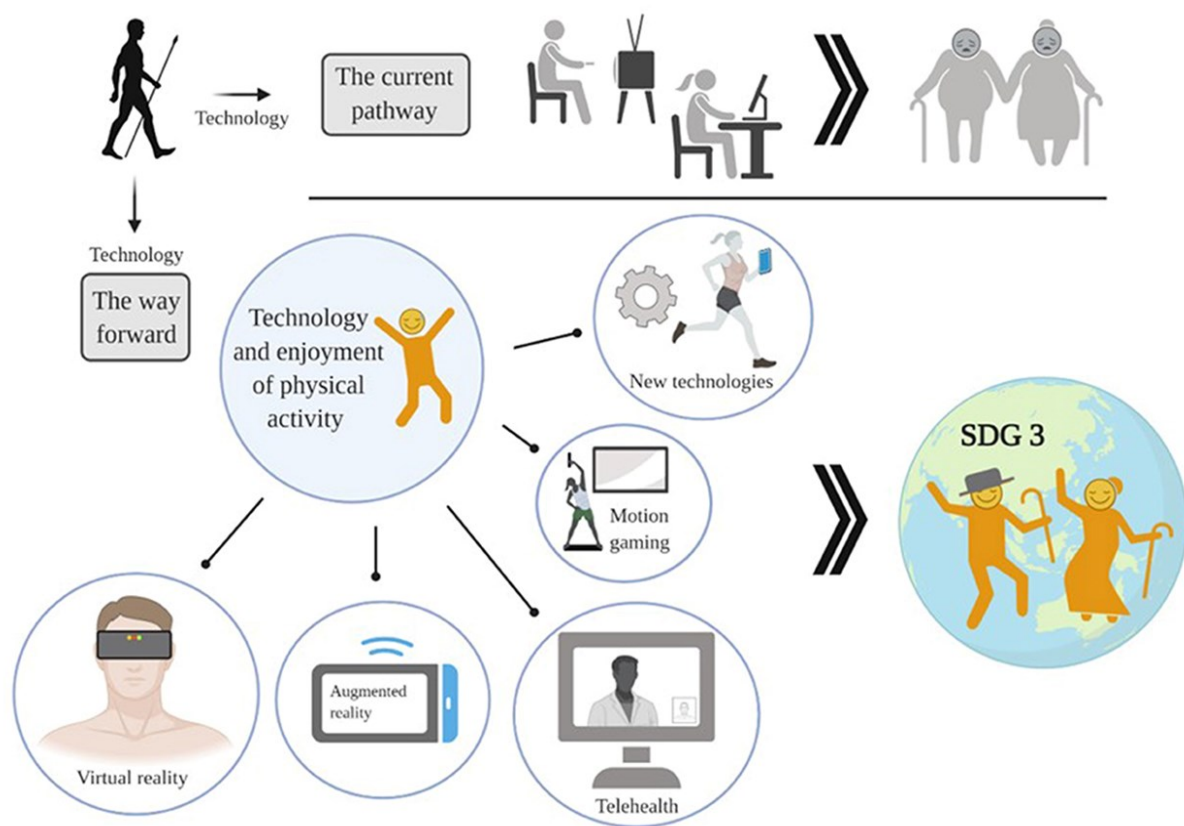 Technology
The current
pathway
Technology
The way
forward
Technology
and enjoyment
of physical
activity
New technologies
Motion
gaming
SDG 3
Virtual reality
Augmented
reality
Telehealth